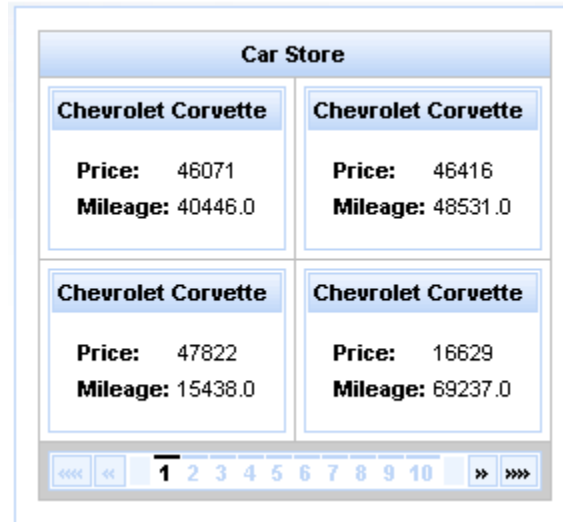 Car Store
Chevrolet Corvette Chevrolet Corvette
Price: 46071 Price: 46416
Mileage: 40446.0 Mileage: 48531.0
Chevrolet Corvette Chevrolet Corvette
Price: 47822 Price: 16629
Mileage: 15438.0 Mileage: 69237.0
«« « 1 2 3 4 5 6 7 8 9 10 » »»